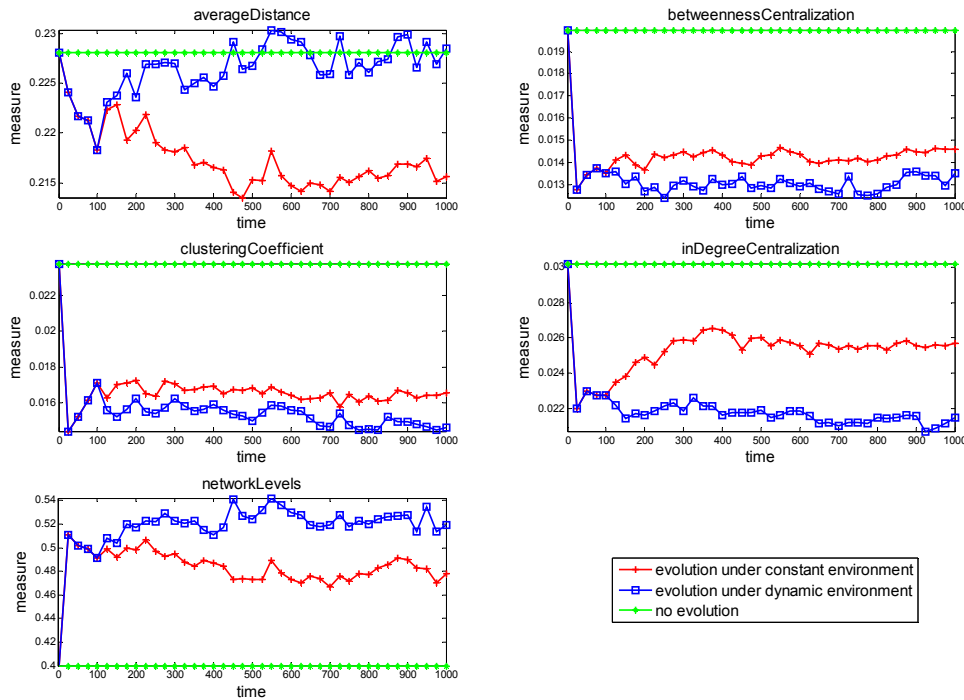 averageDistance
0.23
0.225
0.22
0.215
measure
0 100 200 300 400 500 600 700 800 900 1000
time
betweennessCentralization
0.019
0.018
0.017
0.016
0.015
0.014
0.013
measure
0 100 200 300 400 500 600 700 800 900 1000
time
clusteringCoefficient
0.022
0.02
0.018
0.016
measure
0 100 200 300 400 500 600 700 800 900 1000
time
inDegreeCentralization
0.03
0.028
0.026
0.024
0.022
measure
0 100 200 300 400 500 600 700 800 900 1000
time
networkLevels
0.54
0.52
0.5
0.48
0.46
0.44
0.42
0.4
measure
0 100 200 300 400 500 600 700 800 900 1000
time
evolution under constant environment
evolution under dynamic environment
no evolution